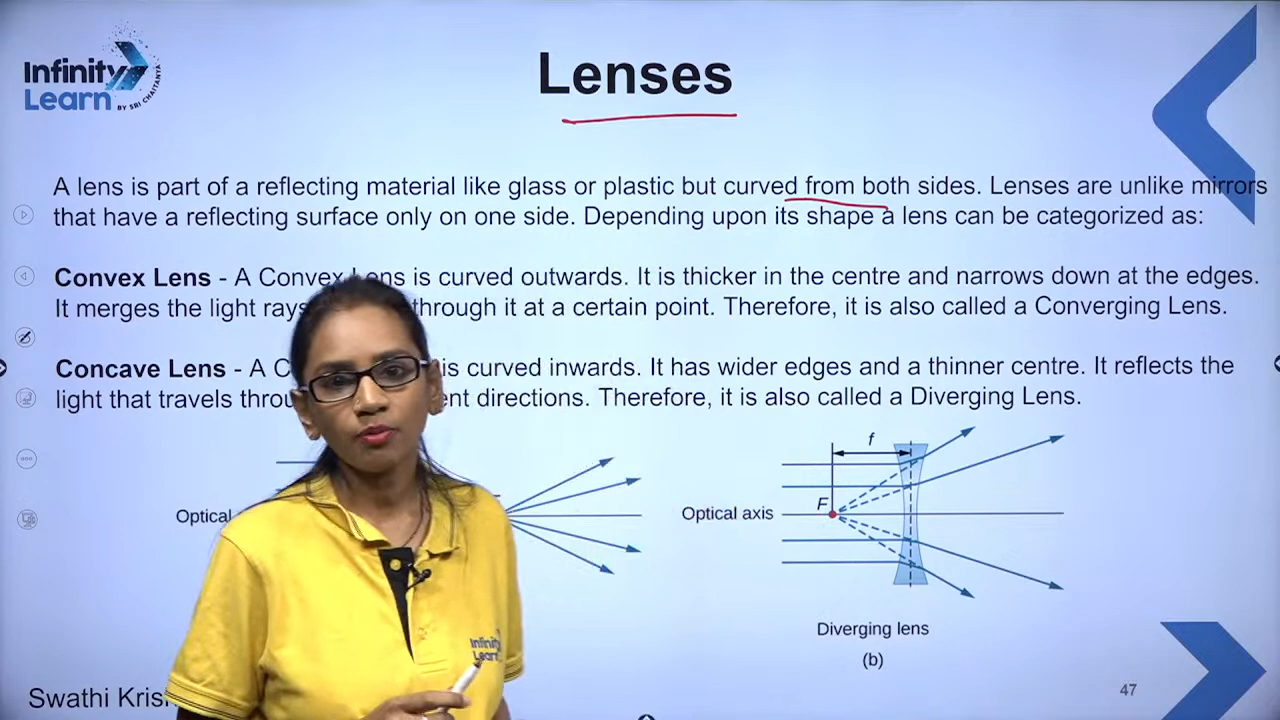 Infinity
Learn
BY SRI CHAITANYA
Lenses
A lens is part of a reflecting material like glass or plastic but curved from both sides. Lenses are unlike mirrors
that have a reflecting surface only on one side. Depending upon its shape a lens can be categorized as:
Convex Lens - A Convex Lens is curved outwards. It is thicker in the centre and narrows down at the edges.
It merges the light rays through it at a certain point. Therefore, it is also called a Converging Lens.
Concave Lens - A is curved inwards. It has wider edges and a thinner centre. It reflects the
light that travels directions. Therefore, it is also called a Diverging Lens.
f
F
Optical
Optical axis
Diverging lens
(b)
Infinity
Learn
Swathi
47